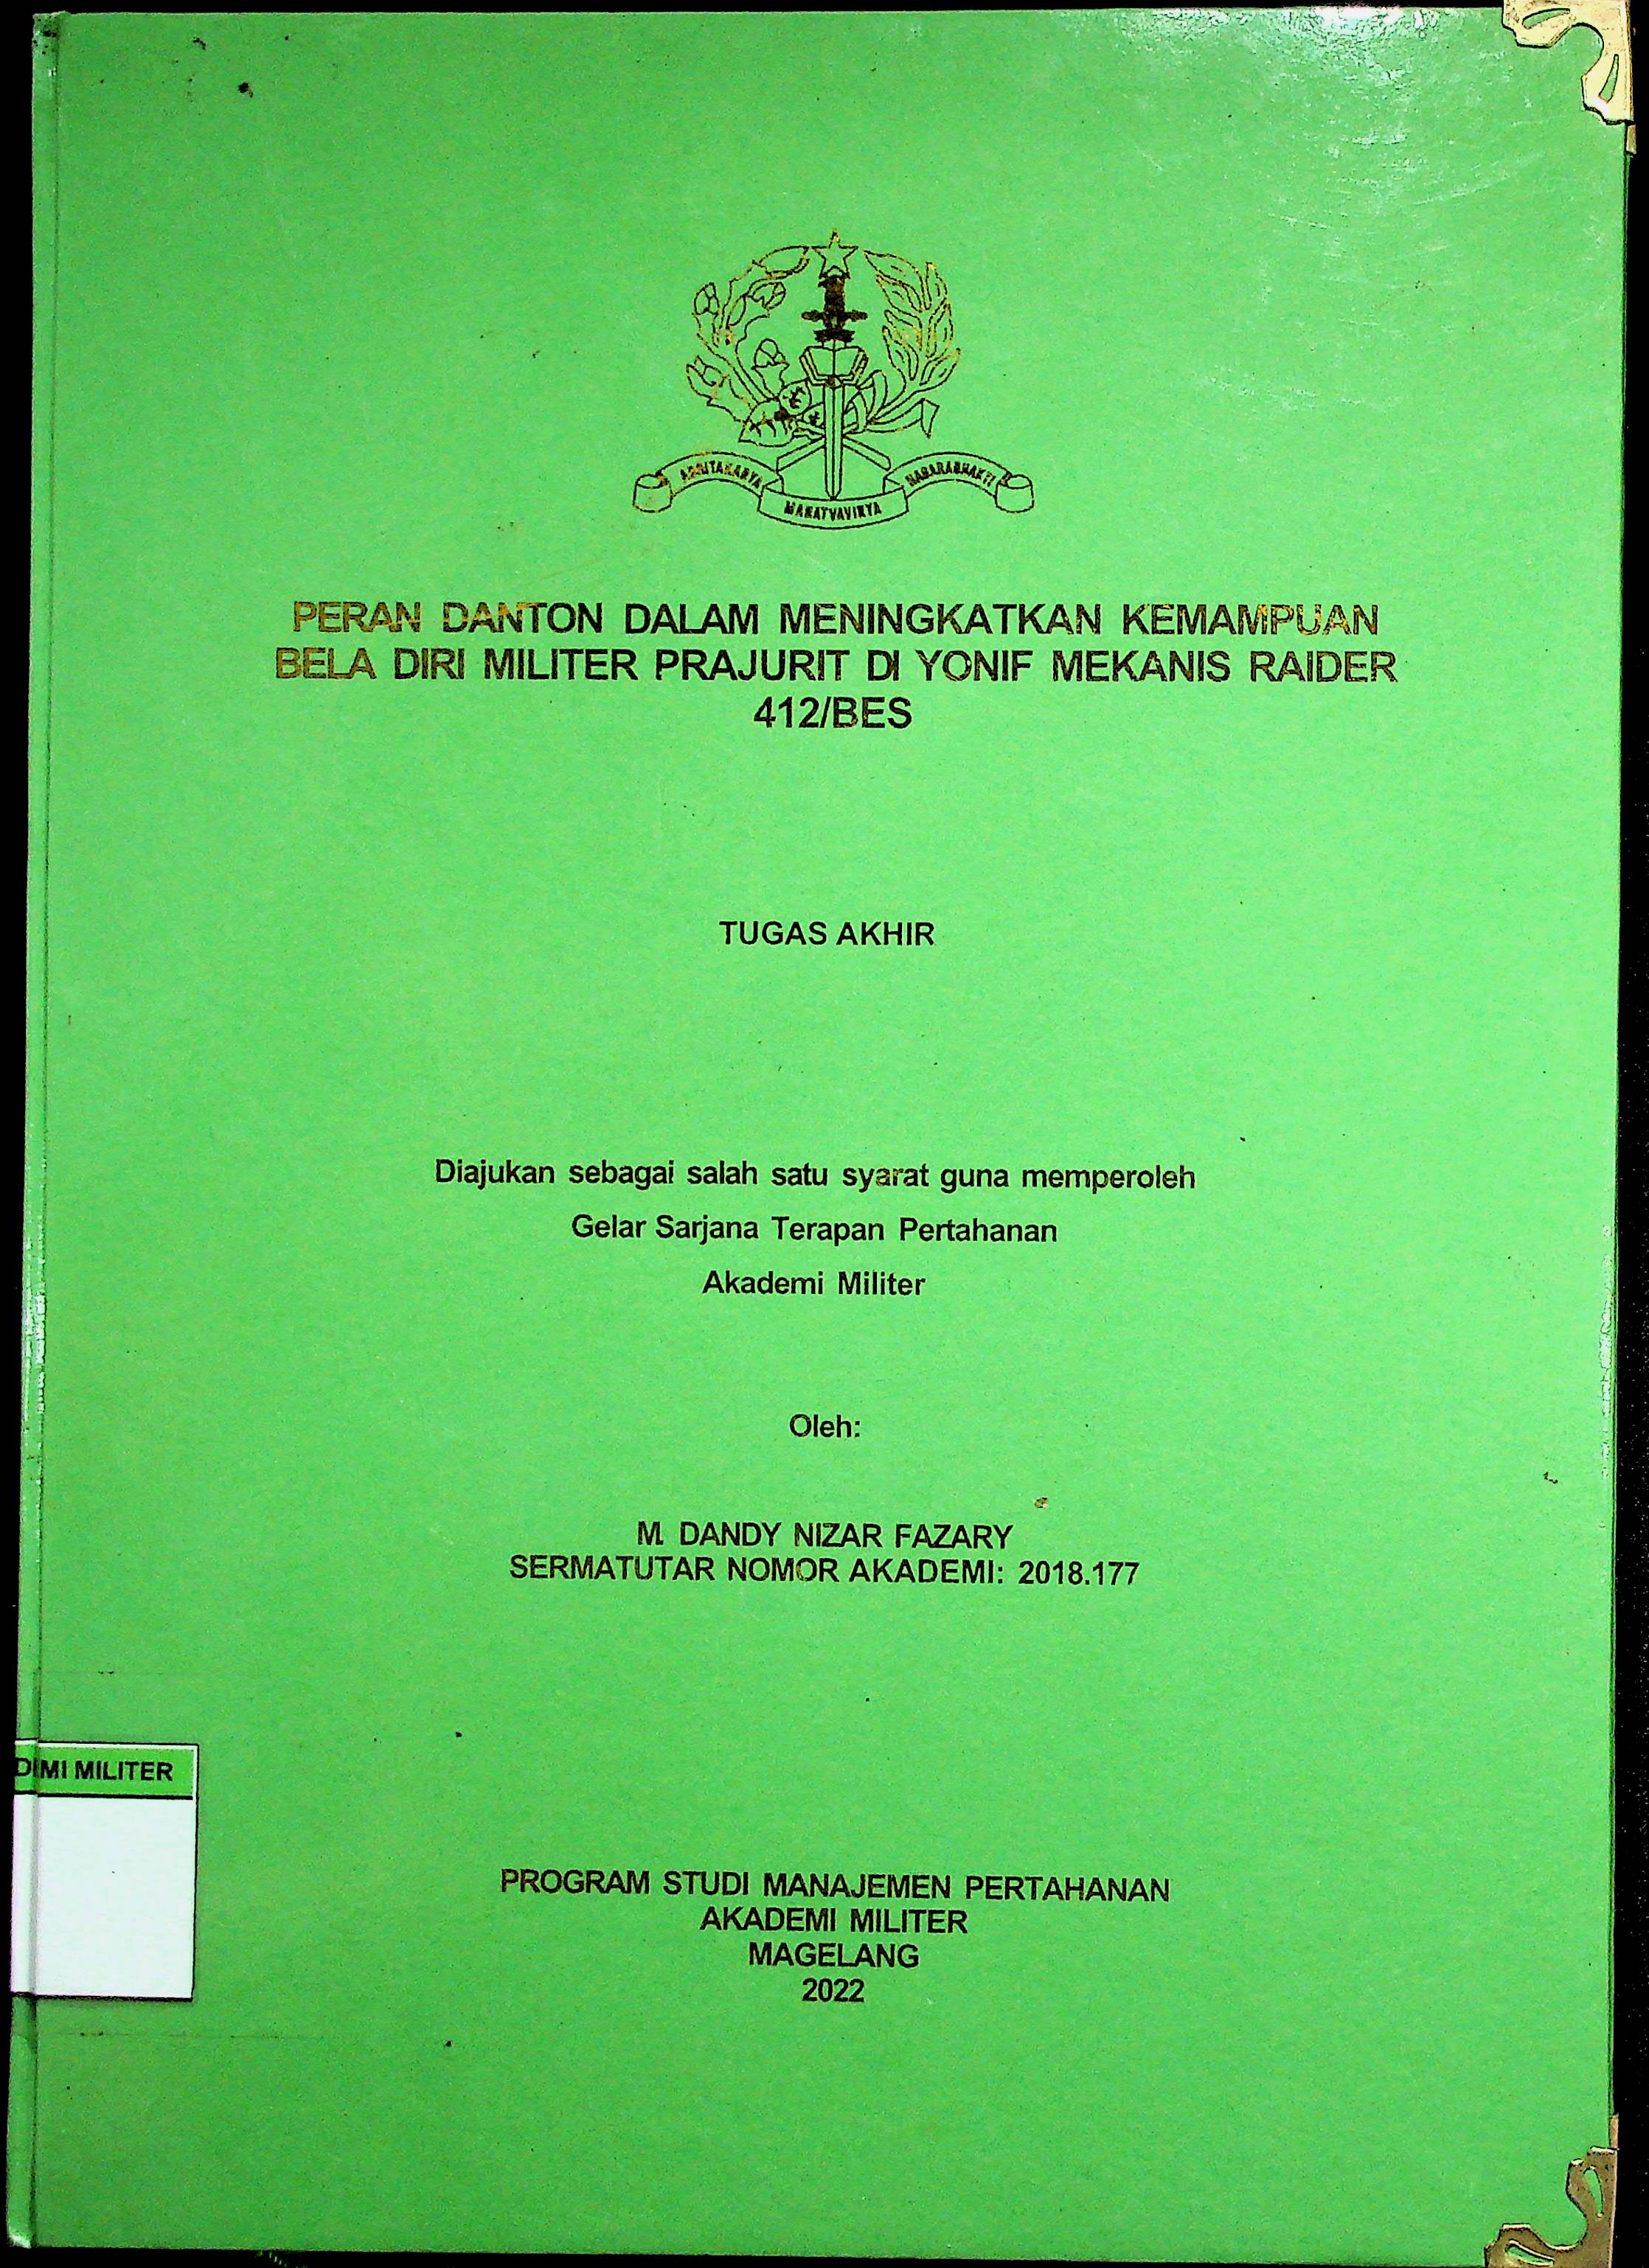 ADHITAKARYA
MAHATVAVIRYA
NAGARABHAKTI
PERAN DANTON DALAM MENINGKATKAN KEMAMPUAN
BELA DIRI MILITER PRAJURIT DI YONIF MEKANIS RAIDER
412/BES
TUGAS AKHIR
Diajukan sebagai salah satu syarat guna memperoleh
Gelar Sarjana Terapan Pertahanan
Akademi Militer
Oleh:
M. DANDY NIZAR FAZARY
SERMATUTAR NOMOR AKADEMI: 2018.177
DIMI MILITER
PROGRAM STUDI MANAJEMEN PERTAHANAN
AKADEMI MILITER
MAGELANG
2022